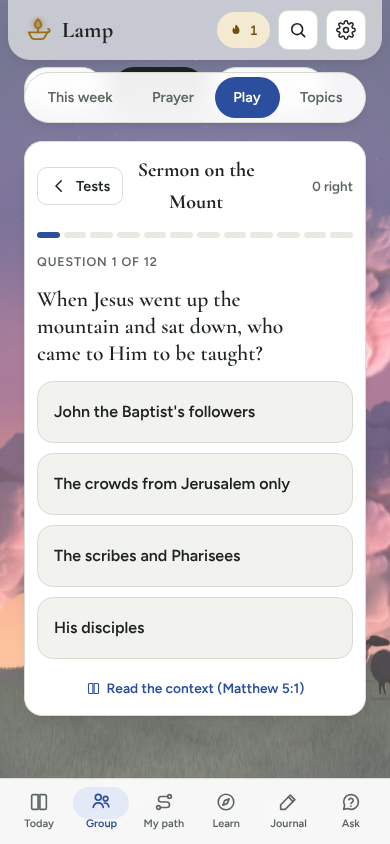 Lamp
1
This week
Prayer
Play
Topics
Tests
Sermon on the
Mount
0 right
QUESTION 1 OF 12
When Jesus went up the
mountain and sat down, who
came to Him to be taught?
John the Baptist's followers
The crowds from Jerusalem only
The scribes and Pharisees
His disciples
Read the context (Matthew 5:1)
Today
Group
My path
Learn
Journal
Ask